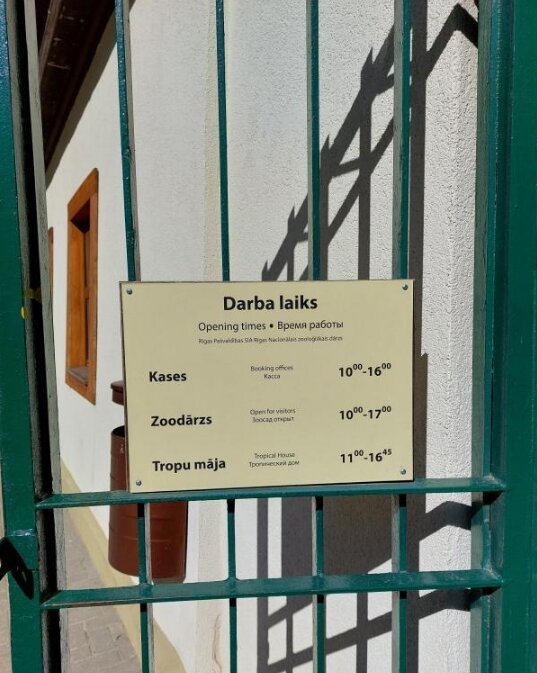 Darba laiks
Opening times • Время работы
Rīgas Pašvaldības SIA Rīgas Nacionālais zooloģiskais dārzs
Kases Booking offices 10⁰⁰-16⁰⁰
Касса
Zoodārzs Open for visitors 10⁰⁰-17⁰⁰
Зоосад открыт
Tropu māja Tropical House 11⁰⁰-16⁴⁵
Тропический дом